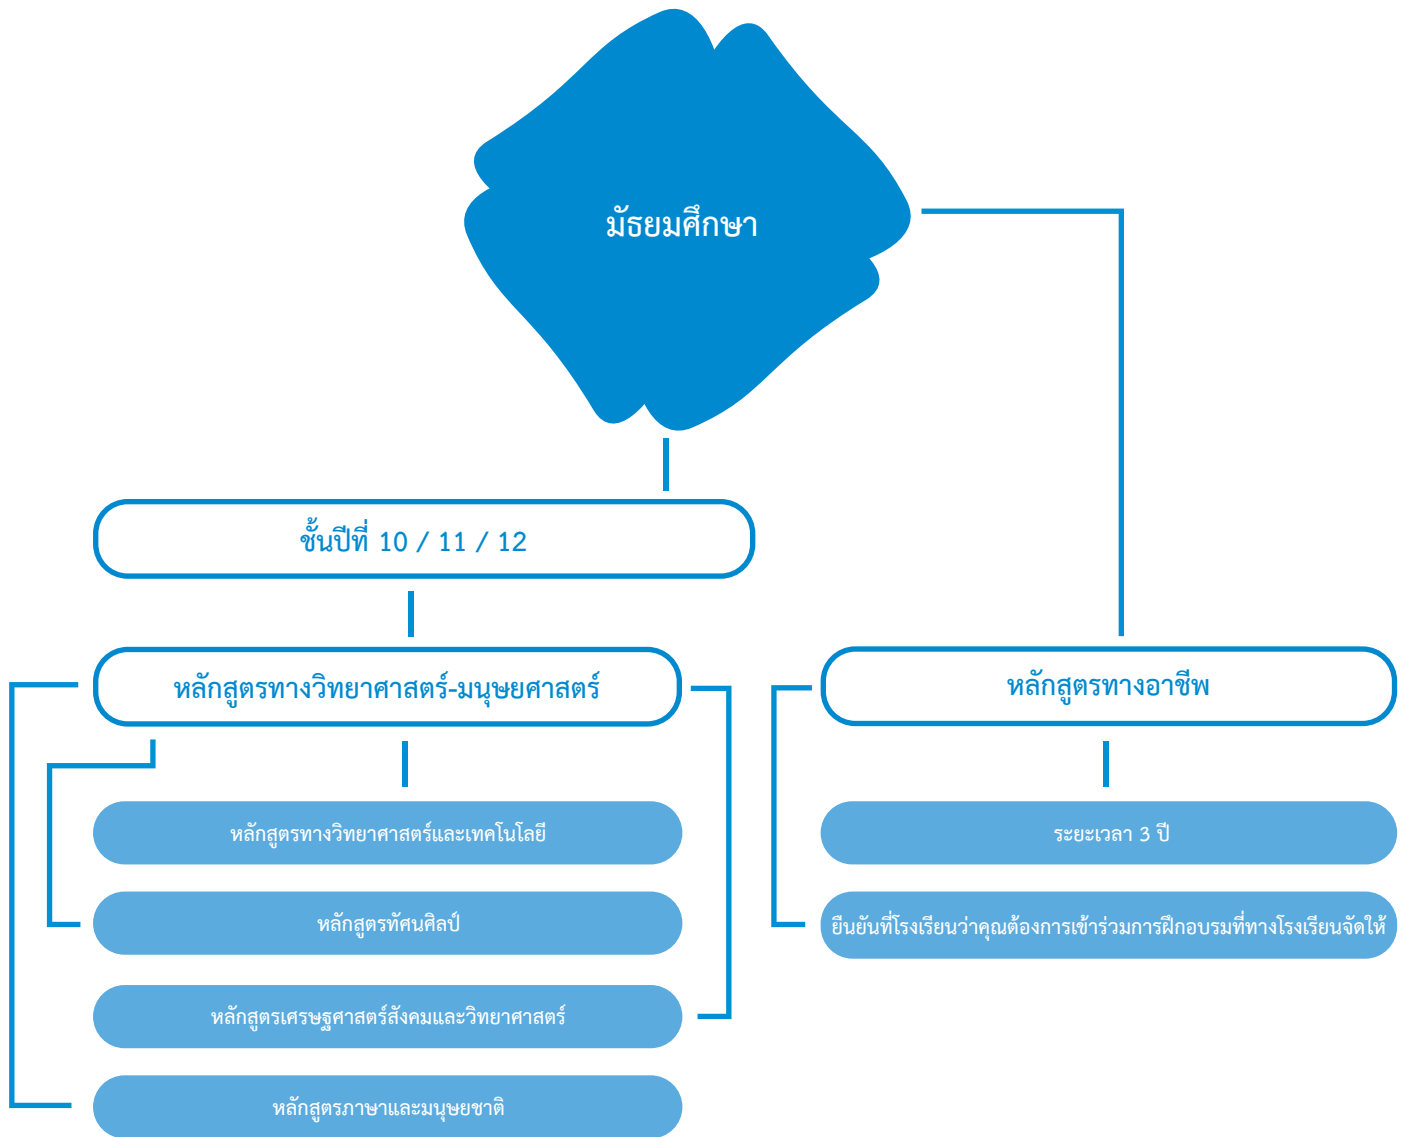 มัธยมศึกษา
ชั้นปีที่ 10 / 11 / 12
หลักสูตรทางวิทยาศาสตร์-มนุษยศาสตร์
หลักสูตรทางวิทยาศาสตร์และเทคโนโลยี
หลักสูตรทัศนศิลป์
หลักสูตรเศรษฐศาสตร์สังคมและวิทยาศาสตร์
หลักสูตรภาษาและมนุษยชาติ
หลักสูตรทางอาชีพ
ระยะเวลา 3 ปี
ยืนยันที่โรงเรียนว่าคุณต้องการเข้าร่วมการฝึกอบรมที่ทางโรงเรียนจัดให้